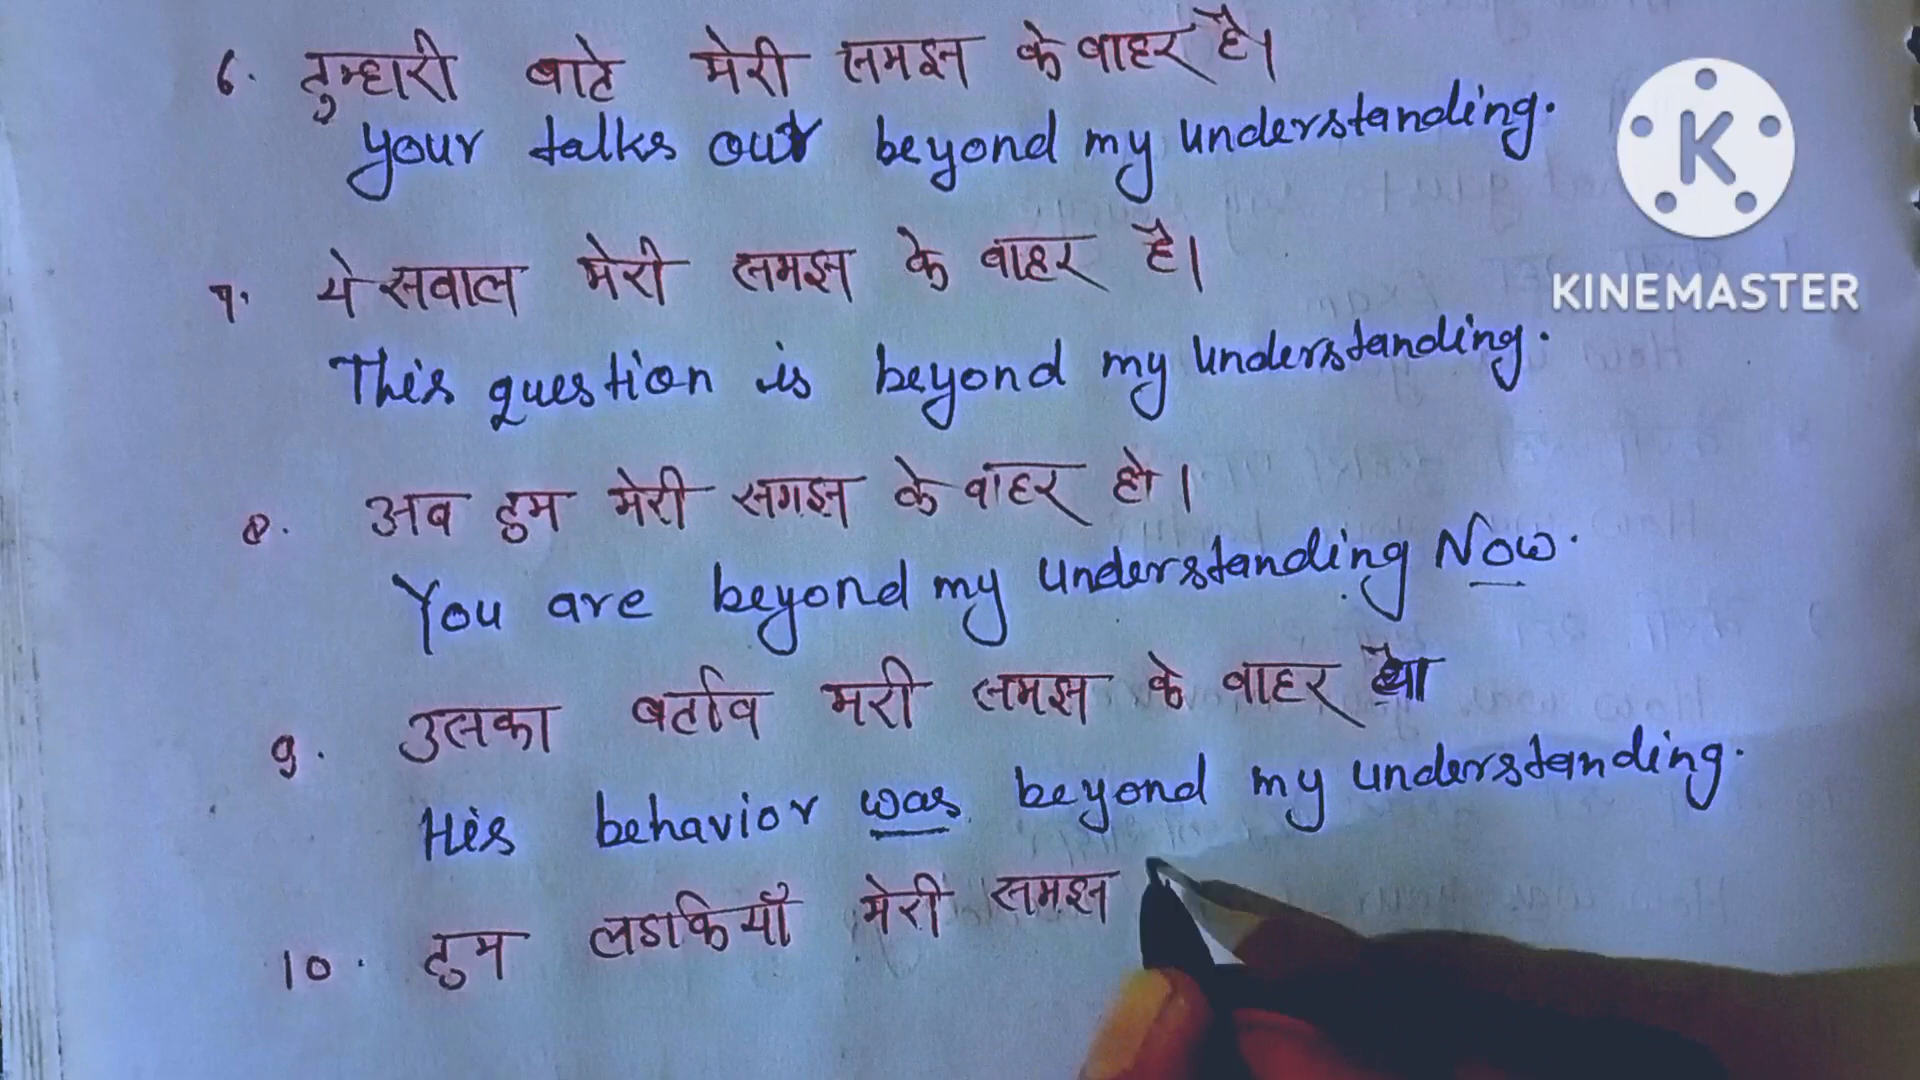 6. तुम्हारी बाते मेरी समझ के बाहर है।
your talks out beyond my understanding.
7. ये सवाल मेरी समझ के बाहर है।
This question is beyond my understanding.
8. अब तुम मेरी समझ के बाहर हो।
You are beyond my understanding Now.
9. उसका बर्ताव मरी समझ के बाहर था
His behavior was beyond my understanding.
10. तुम लडकियाँ मेरी समझ
K
KINEMASTER